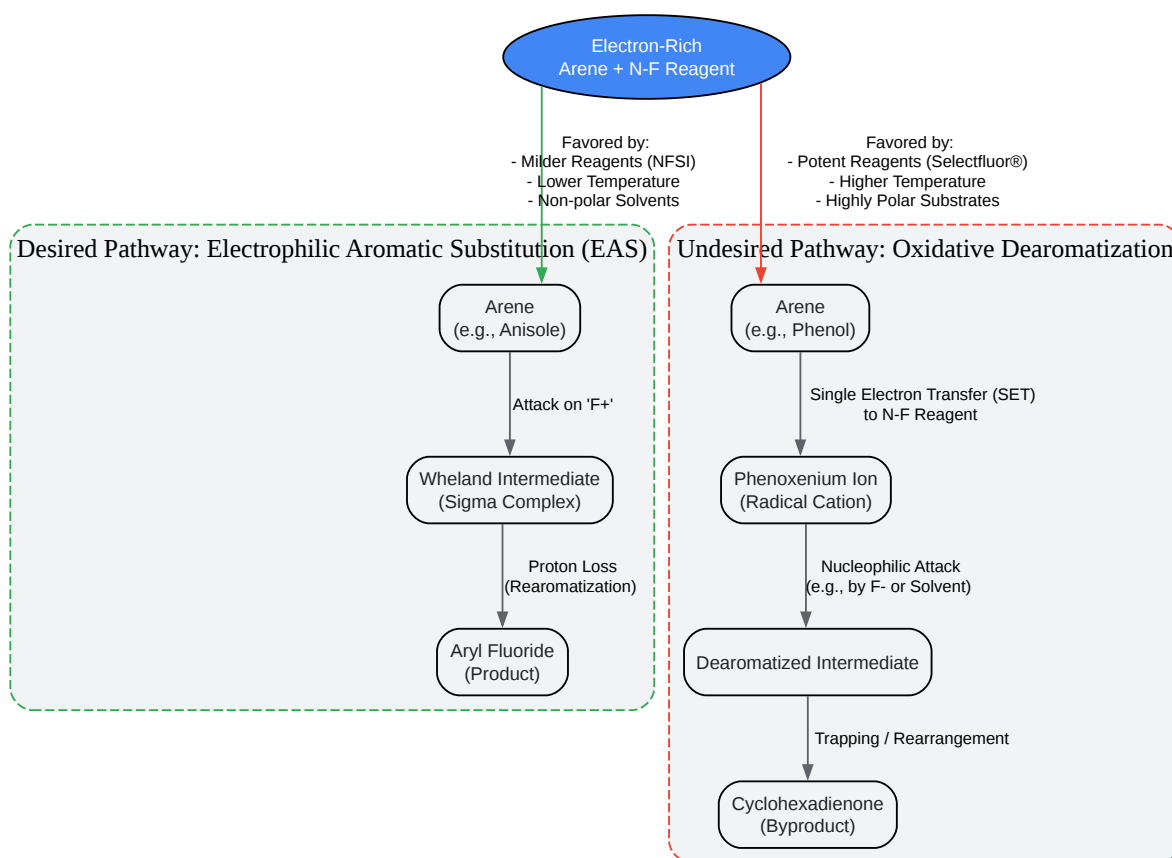 Electron-Rich
Arene + N-F Reagent
Favored by:
- Milder Reagents (NFSI)
- Lower Temperature
- Non-polar Solvents
Favored by:
- Potent Reagents (Selectfluor®)
- Higher Temperature
- Highly Polar Substrates
Desired Pathway: Electrophilic Aromatic Substitution (EAS)
Arene
(e.g., Anisole)
Attack on 'F+'
Wheland Intermediate
(Sigma Complex)
Proton Loss
(Rearomatization)
Aryl Fluoride
(Product)
Undesired Pathway: Oxidative Dearomatization
Arene
(e.g., Phenol)
Single Electron Transfer (SET)
to N-F Reagent
Phenoxenium Ion
(Radical Cation)
Nucleophilic Attack
(e.g., by F- or Solvent)
Dearomatized Intermediate
Trapping / Rearrangement
Cyclohexadienone
(Byproduct)